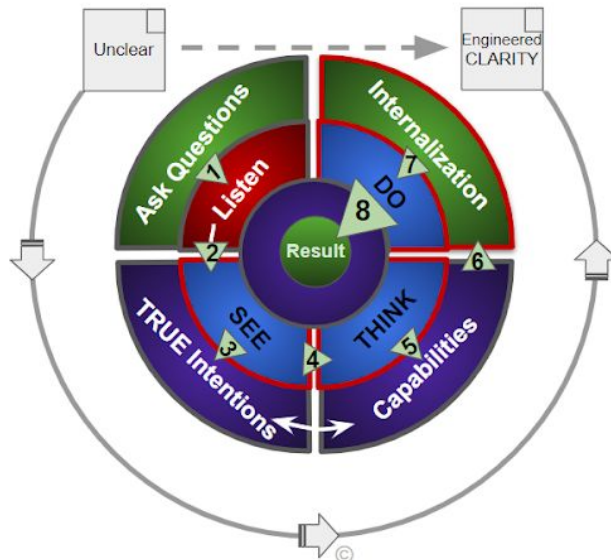 Unclear
Engineered
CLARITY
Ask Questions
Internalization
1
Listen
7
DO
8
2
Result
6
SEE
THINK
3
4
5
TRUE Intentions
Capabilities
©